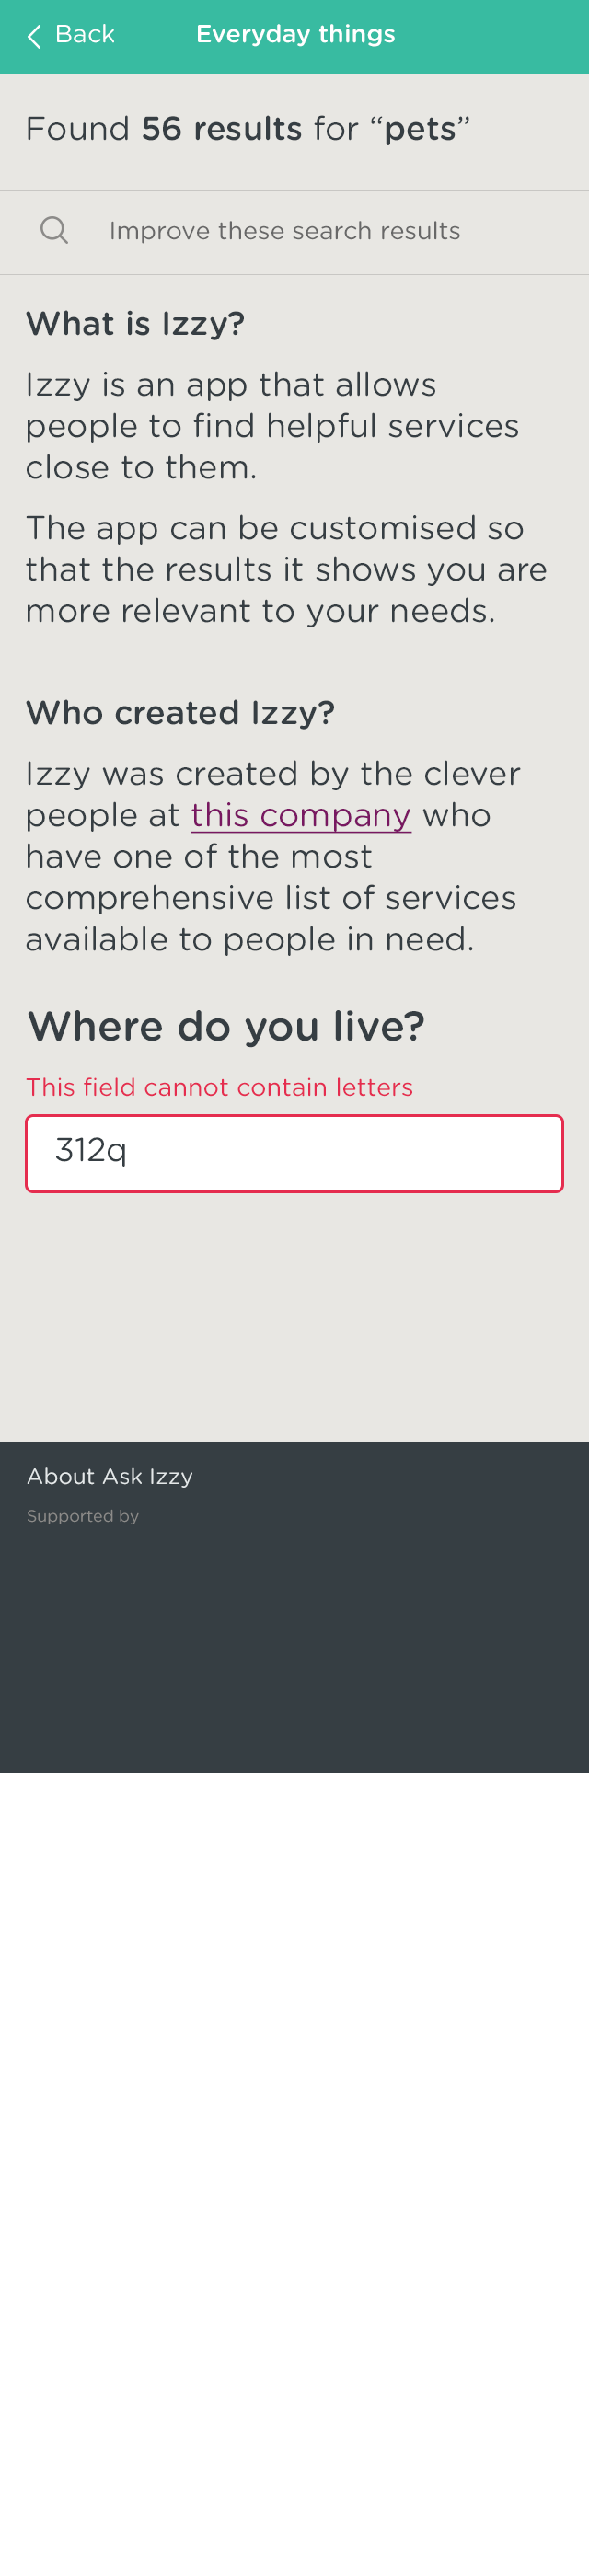 Back
Everyday things
Found 56 results for “pets”
Improve these search results
What is Izzy?
Izzy is an app that allows
people to find helpful services
close to them.
The app can be customised so
that the results it shows you are
more relevant to your needs.
Who created Izzy?
Izzy was created by the clever
people at this company who
have one of the most
comprehensive list of services
available to people in need.
Where do you live?
This field cannot contain letters
312q
About Ask Izzy
Supported by